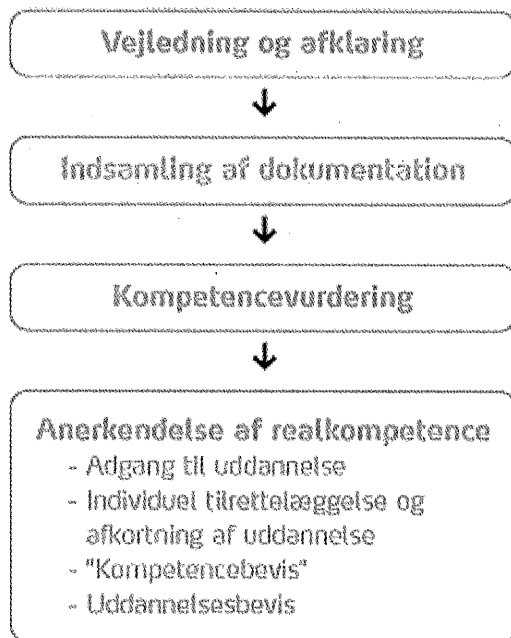 Vejledning og afklaring
Indsamling af dokumentation
Kompetencevurdering
Anerkendelse af realkompetence
- Adgang til uddannelse
- Individuel tilrettelæggelse og
afkortning af uddannelse
- "Kompetencebevis"
- Uddannelsesbevis